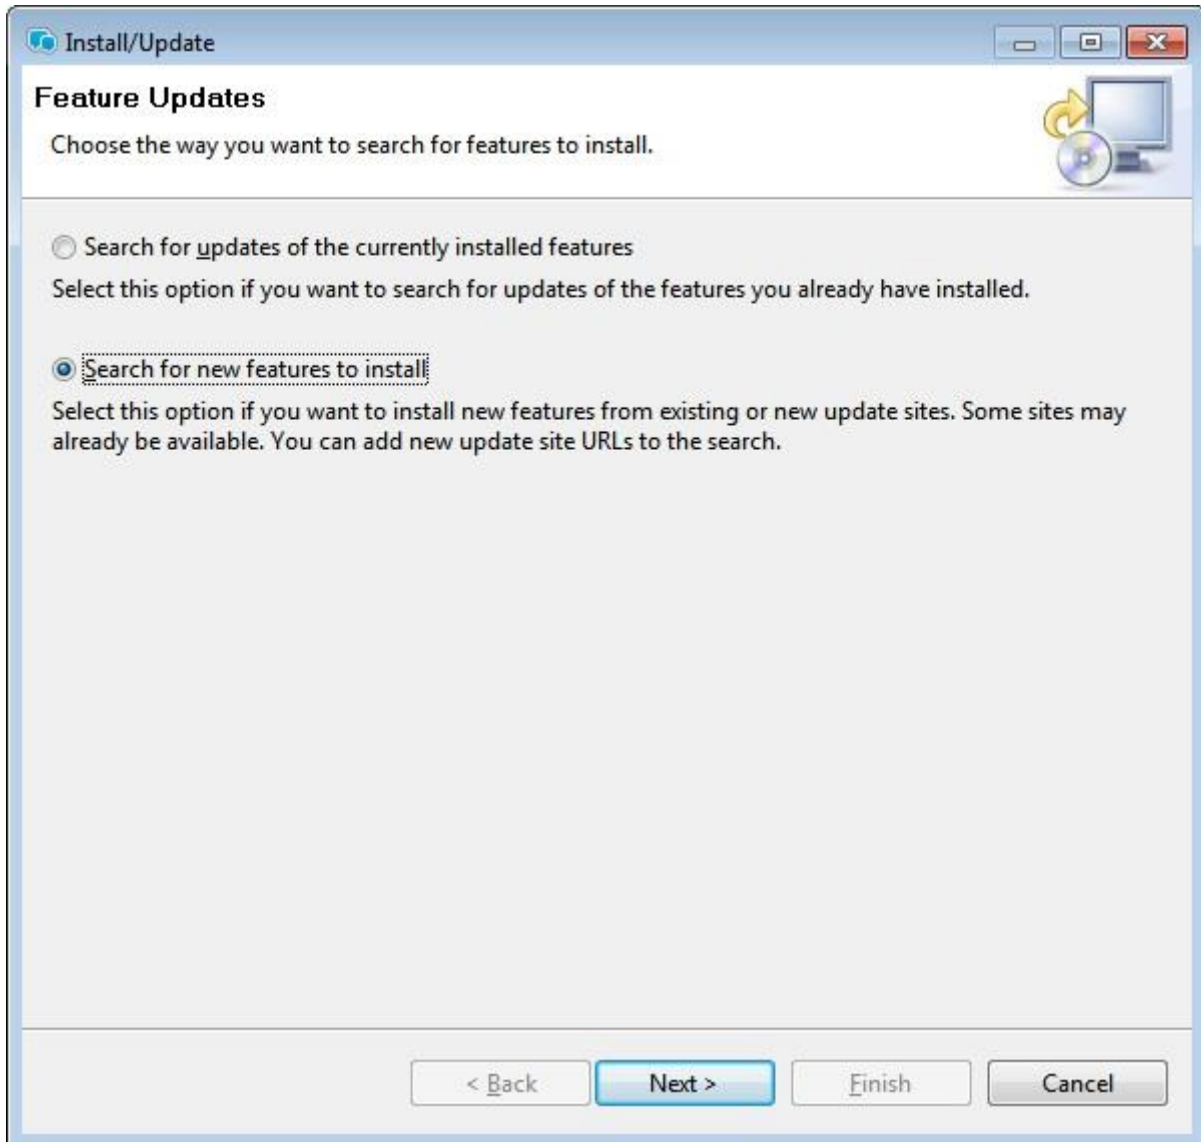 Install/Update
Feature Updates
Choose the way you want to search for features to install.
Search for updates of the currently installed features
Select this option if you want to search for updates of the features you already have installed.
Search for new features to install
Select this option if you want to install new features from existing or new update sites. Some sites may
already be available. You can add new update site URLs to the search.
< Back Next > Finish Cancel